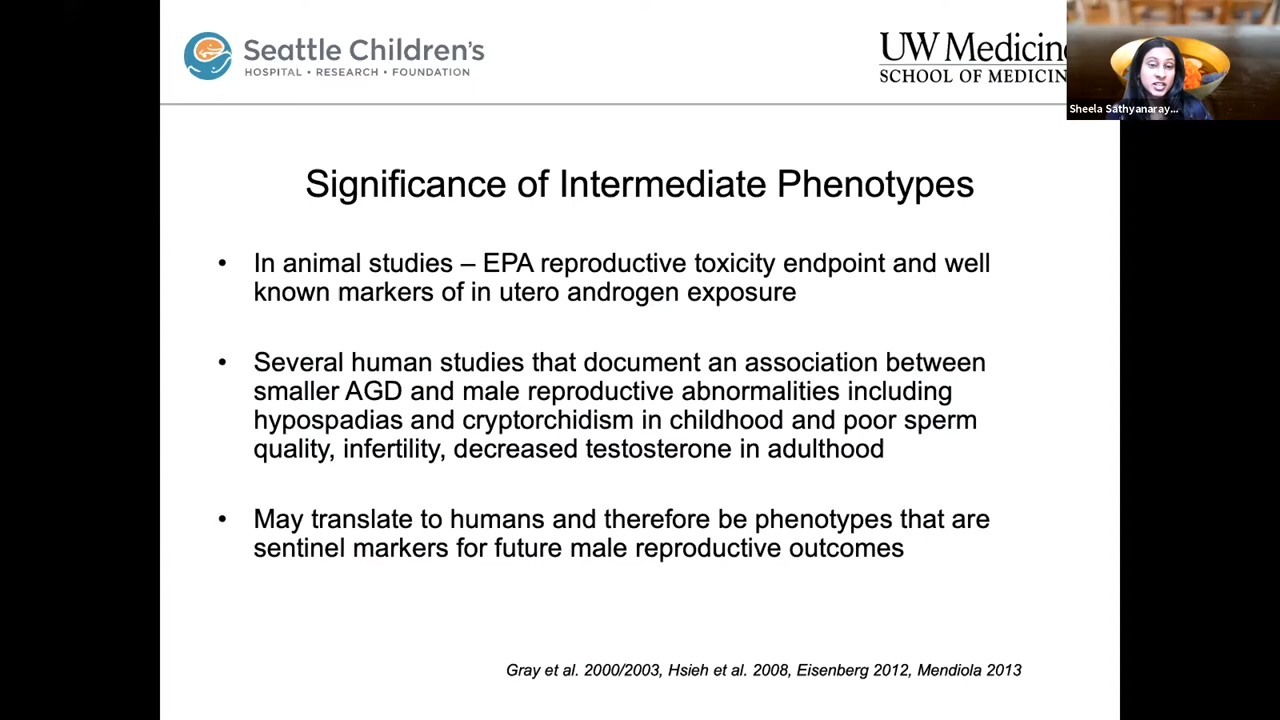 Seattle Children's
HOSPITAL • RESEARCH • FOUNDATION
UW Medicine
SCHOOL OF MEDICIN
Sheela Sathyanaray...
Significance of Intermediate Phenotypes
• In animal studies – EPA reproductive toxicity endpoint and well
known markers of in utero androgen exposure
• Several human studies that document an association between
smaller AGD and male reproductive abnormalities including
hypospadias and cryptorchidism in childhood and poor sperm
quality, infertility, decreased testosterone in adulthood
• May translate to humans and therefore be phenotypes that are
sentinel markers for future male reproductive outcomes
Gray et al. 2000/2003, Hsieh et al. 2008, Eisenberg 2012, Mendiola 2013